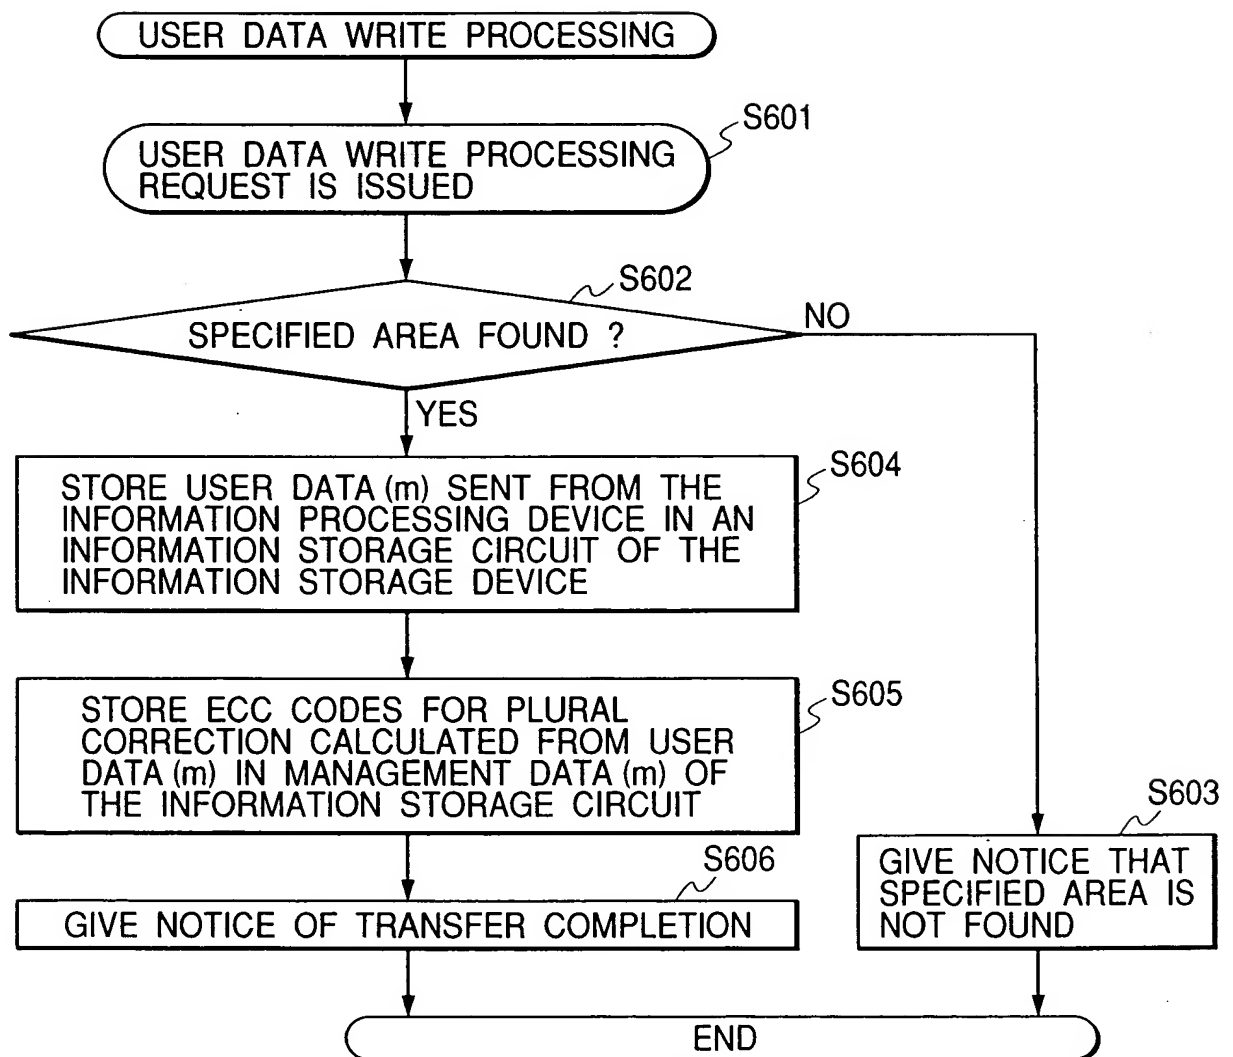 USER DATA WRITE PROCESSING
S601
USER DATA WRITE PROCESSING
REQUEST IS ISSUED
S602
SPECIFIED AREA FOUND ?
NO
YES
S604
STORE USER DATA (m) SENT FROM THE
INFORMATION PROCESSING DEVICE IN AN
INFORMATION STORAGE CIRCUIT OF THE
INFORMATION STORAGE DEVICE
S605
STORE ECC CODES FOR PLURAL
CORRECTION CALCULATED FROM USER
DATA (m) IN MANAGEMENT DATA (m) OF
THE INFORMATION STORAGE CIRCUIT
S603
GIVE NOTICE THAT
SPECIFIED AREA IS
NOT FOUND
S606
GIVE NOTICE OF TRANSFER COMPLETION
END